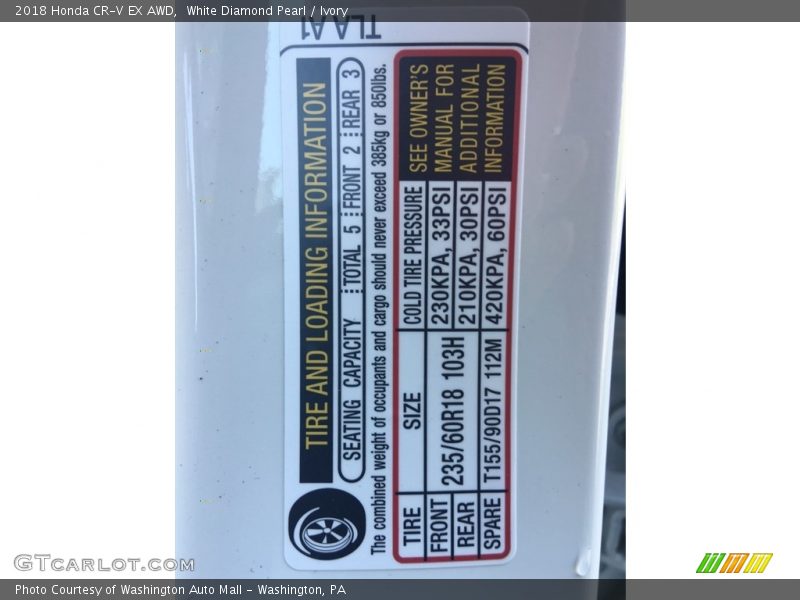 2018 Honda CR-V EX AWD,  White Diamond Pearl / Ivory
TLAA1
TIRE AND LOADING INFORMATION
SEATING CAPACITY TOTAL 5 FRONT 2 REAR 3
The combined weight of occupants and cargo should never exceed 385kg or 850lbs.
TIRE SIZE COLD TIRE PRESSURE
FRONT 235/60R18 103H 230KPA, 33PSI
REAR 210KPA, 30PSI
SPARE T155/90D17 112M 420KPA, 60PSI
SEE OWNER'S
MANUAL FOR
ADDITIONAL
INFORMATION
GTcarlot.com
Photo Courtesy of Washington Auto Mall - Washington, PA